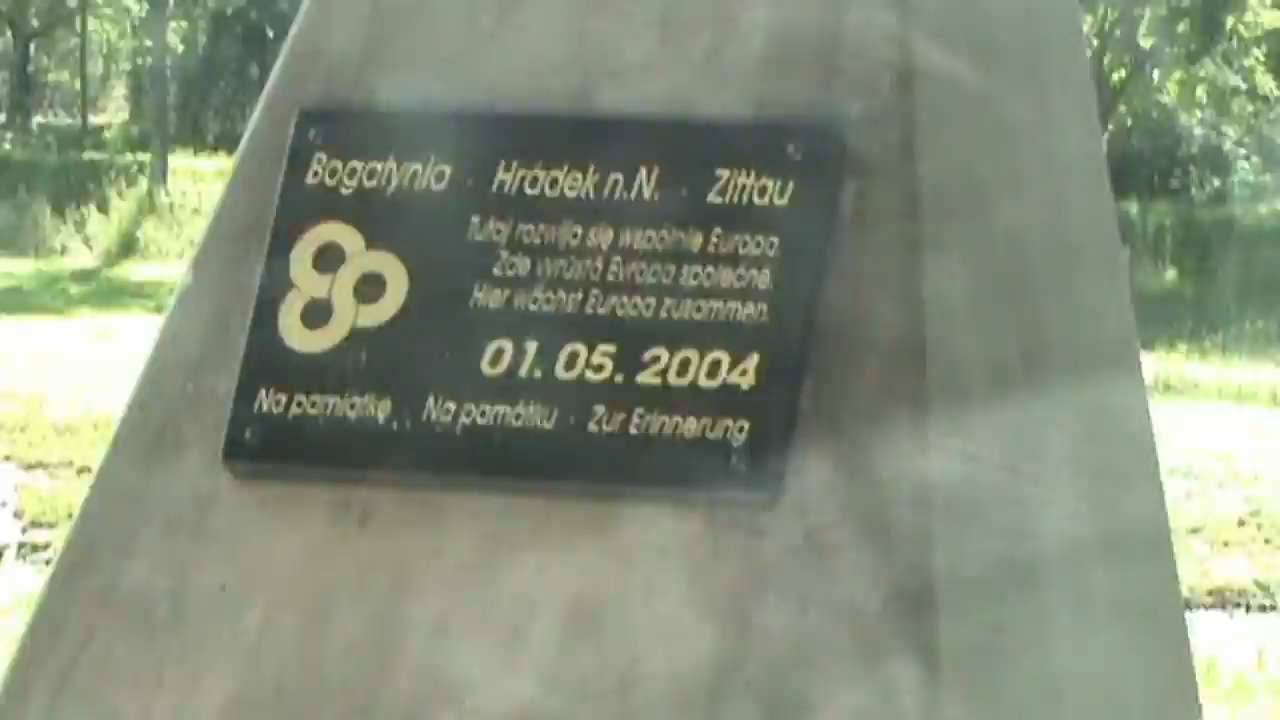 Bogatynia · Hrádek n.N. · Zittau
Tutaj rozwija się wspólnie Europa.
Zde vyrůstá Evropa společně.
Hier wächst Europa zusammen.
01. 05. 2004
Na pamiątkę · Na památku · Zur Erinnerung